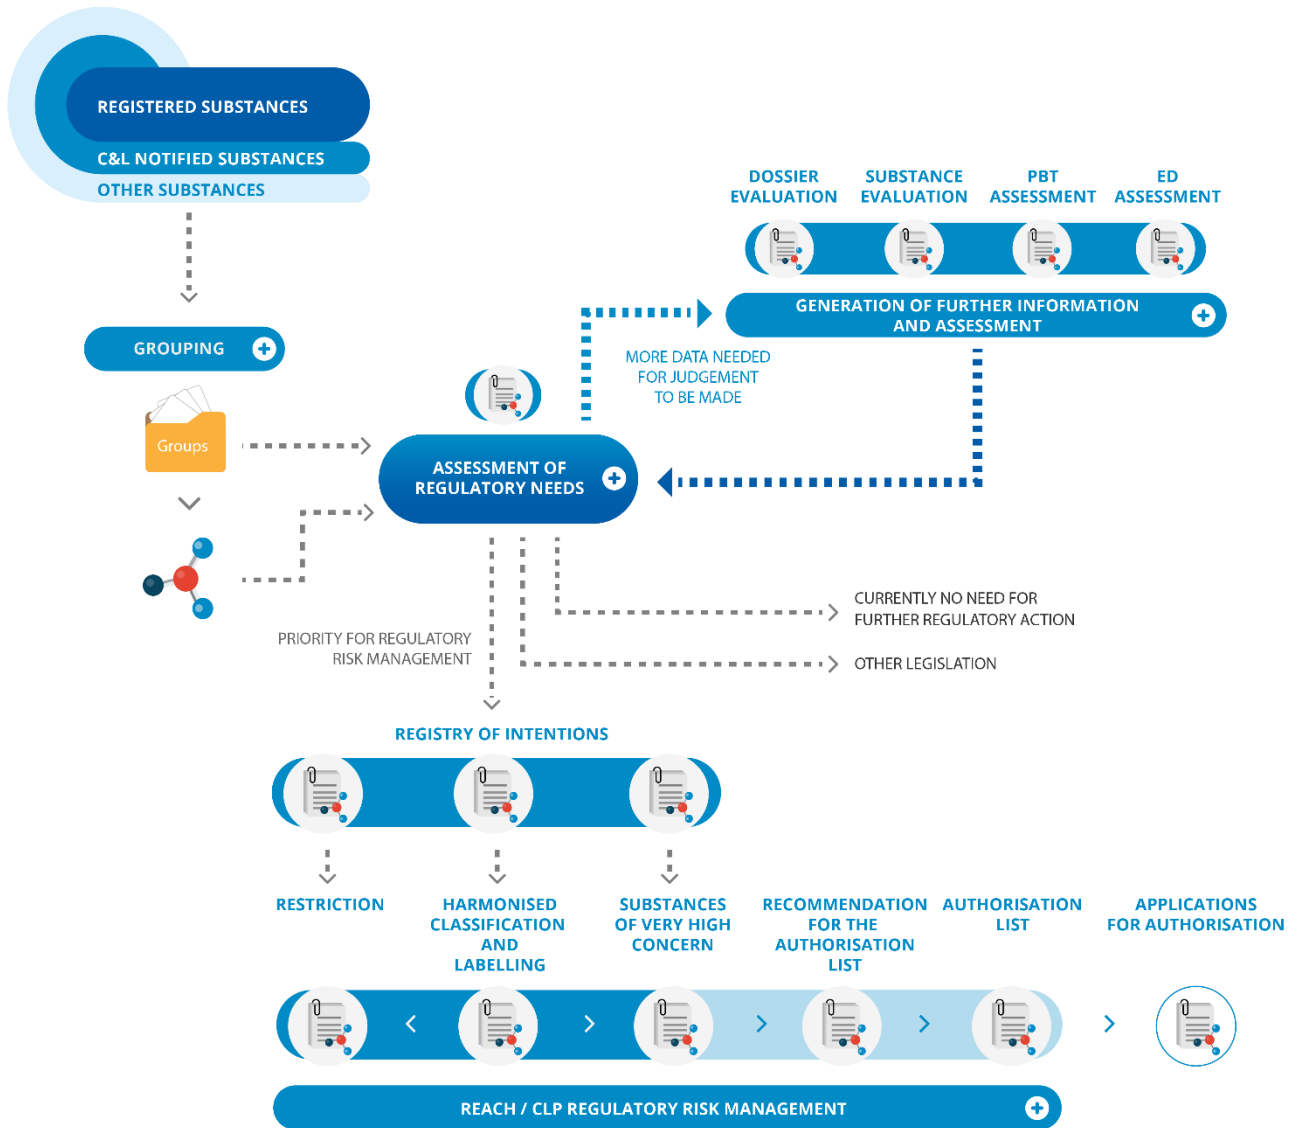 REGISTERED SUBSTANCES
C&L NOTIFIED SUBSTANCES
OTHER SUBSTANCES
DOSSIER
EVALUATION
SUBSTANCE
EVALUATION
PBT
ASSESSMENT
ED
ASSESSMENT
GENERATION OF FURTHER INFORMATION
AND ASSESSMENT
GROUPING
MORE DATA NEEDED
FOR JUDGEMENT
TO BE MADE
Groups
ASSESSMENT OF
REGULATORY NEEDS
CURRENTLY NO NEED FOR
FURTHER REGULATORY ACTION
PRIORITY FOR REGULATORY
RISK MANAGEMENT
OTHER LEGISLATION
REGISTRY OF INTENTIONS
RESTRICTION
HARMONISED
CLASSIFICATION
AND
LABELLING
SUBSTANCES
OF VERY HIGH
CONCERN
RECOMMENDATION
FOR THE
AUTHORISATION
LIST
AUTHORISATION
LIST
APPLICATIONS
FOR AUTHORISATION
REACH / CLP REGULATORY RISK MANAGEMENT